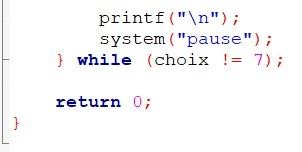 printf("\n");
system("pause");
} while (choix != 7);
return 0;
}